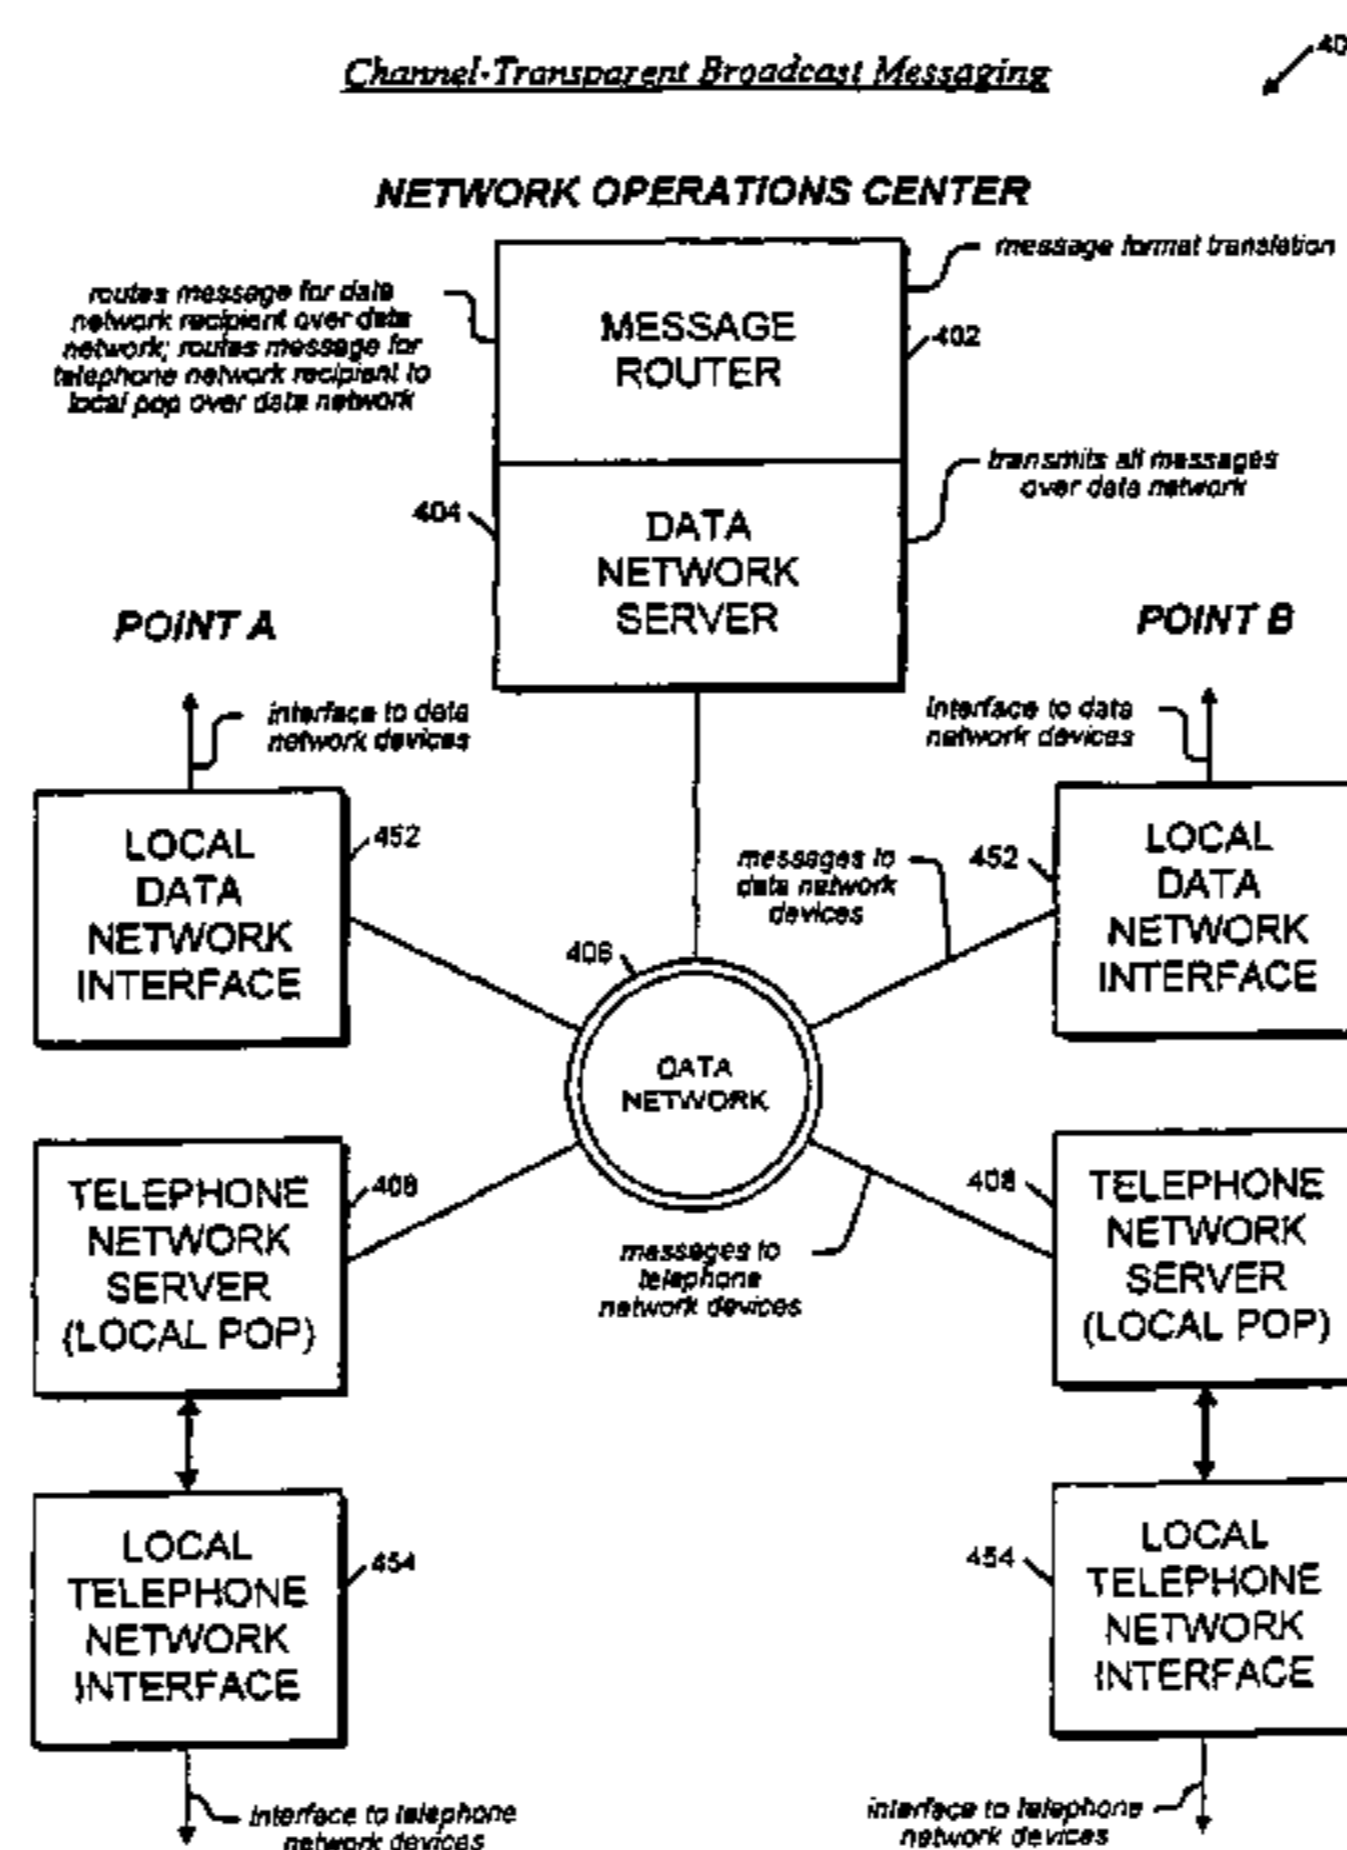 Channel-Transparent Broadcast Messaging
NETWORK OPERATIONS CENTER
message format translation
routes message for data
network recipient over data
network; routes message for
telephone network recipient to
local pop over data network
MESSAGE
ROUTER
402
transmits all messages
over data network
404
DATA
NETWORK
SERVER
POINT A
POINT B
interface to data
network devices
interface to data
network devices
LOCAL
DATA
NETWORK
INTERFACE
452
messages to
data network
devices
452
LOCAL
DATA
NETWORK
INTERFACE
406
DATA
NETWORK
TELEPHONE
NETWORK
SERVER
(LOCAL POP)
408
messages to
telephone
network devices
408
TELEPHONE
NETWORK
SERVER
(LOCAL POP)
LOCAL
TELEPHONE
NETWORK
INTERFACE
454
454
LOCAL
TELEPHONE
NETWORK
INTERFACE
interface to telephone
network devices
interface to telephone
network devices